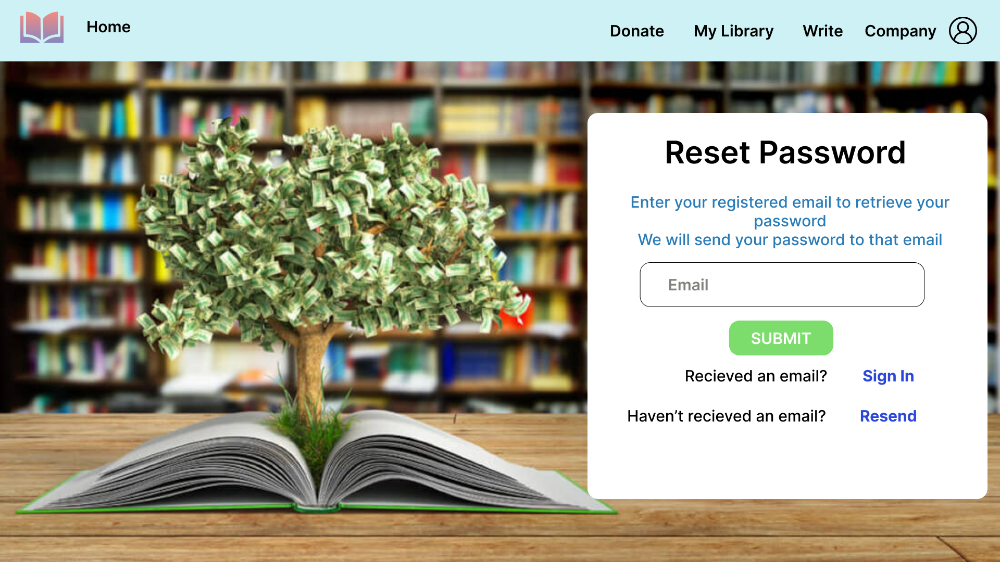 Home
Donate
My Library
Write
Company
Reset Password
Enter your registered email to retrieve your
password
We will send your password to that email
Email
SUBMIT
Recieved an email?
Sign In
Haven’t recieved an email?
Resend